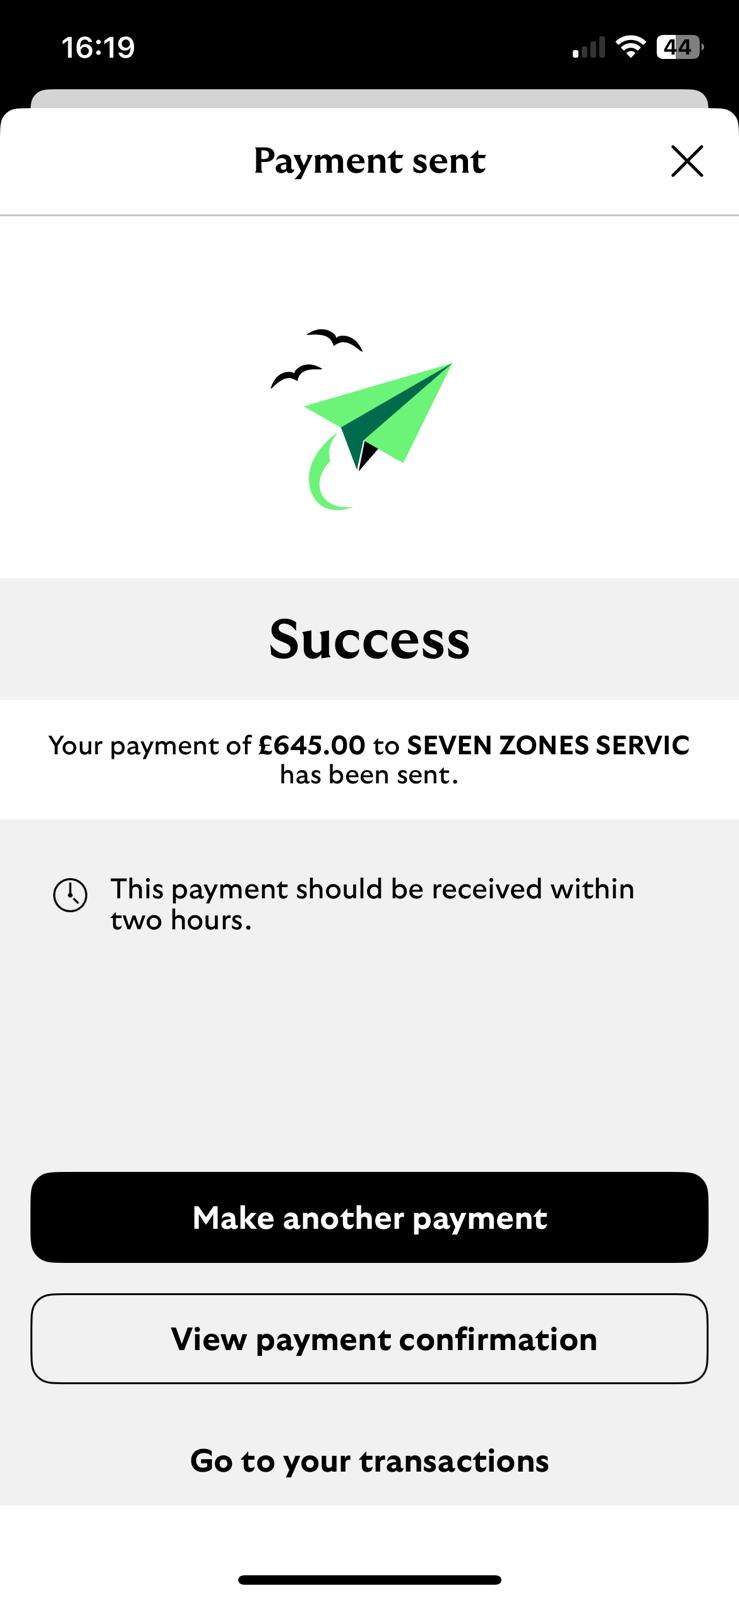 16:19
44
Payment sent
Success
Your payment of £645.00 to SEVEN ZONES SERVIC
has been sent.
This payment should be received within
two hours.
Make another payment
View payment confirmation
Go to your transactions